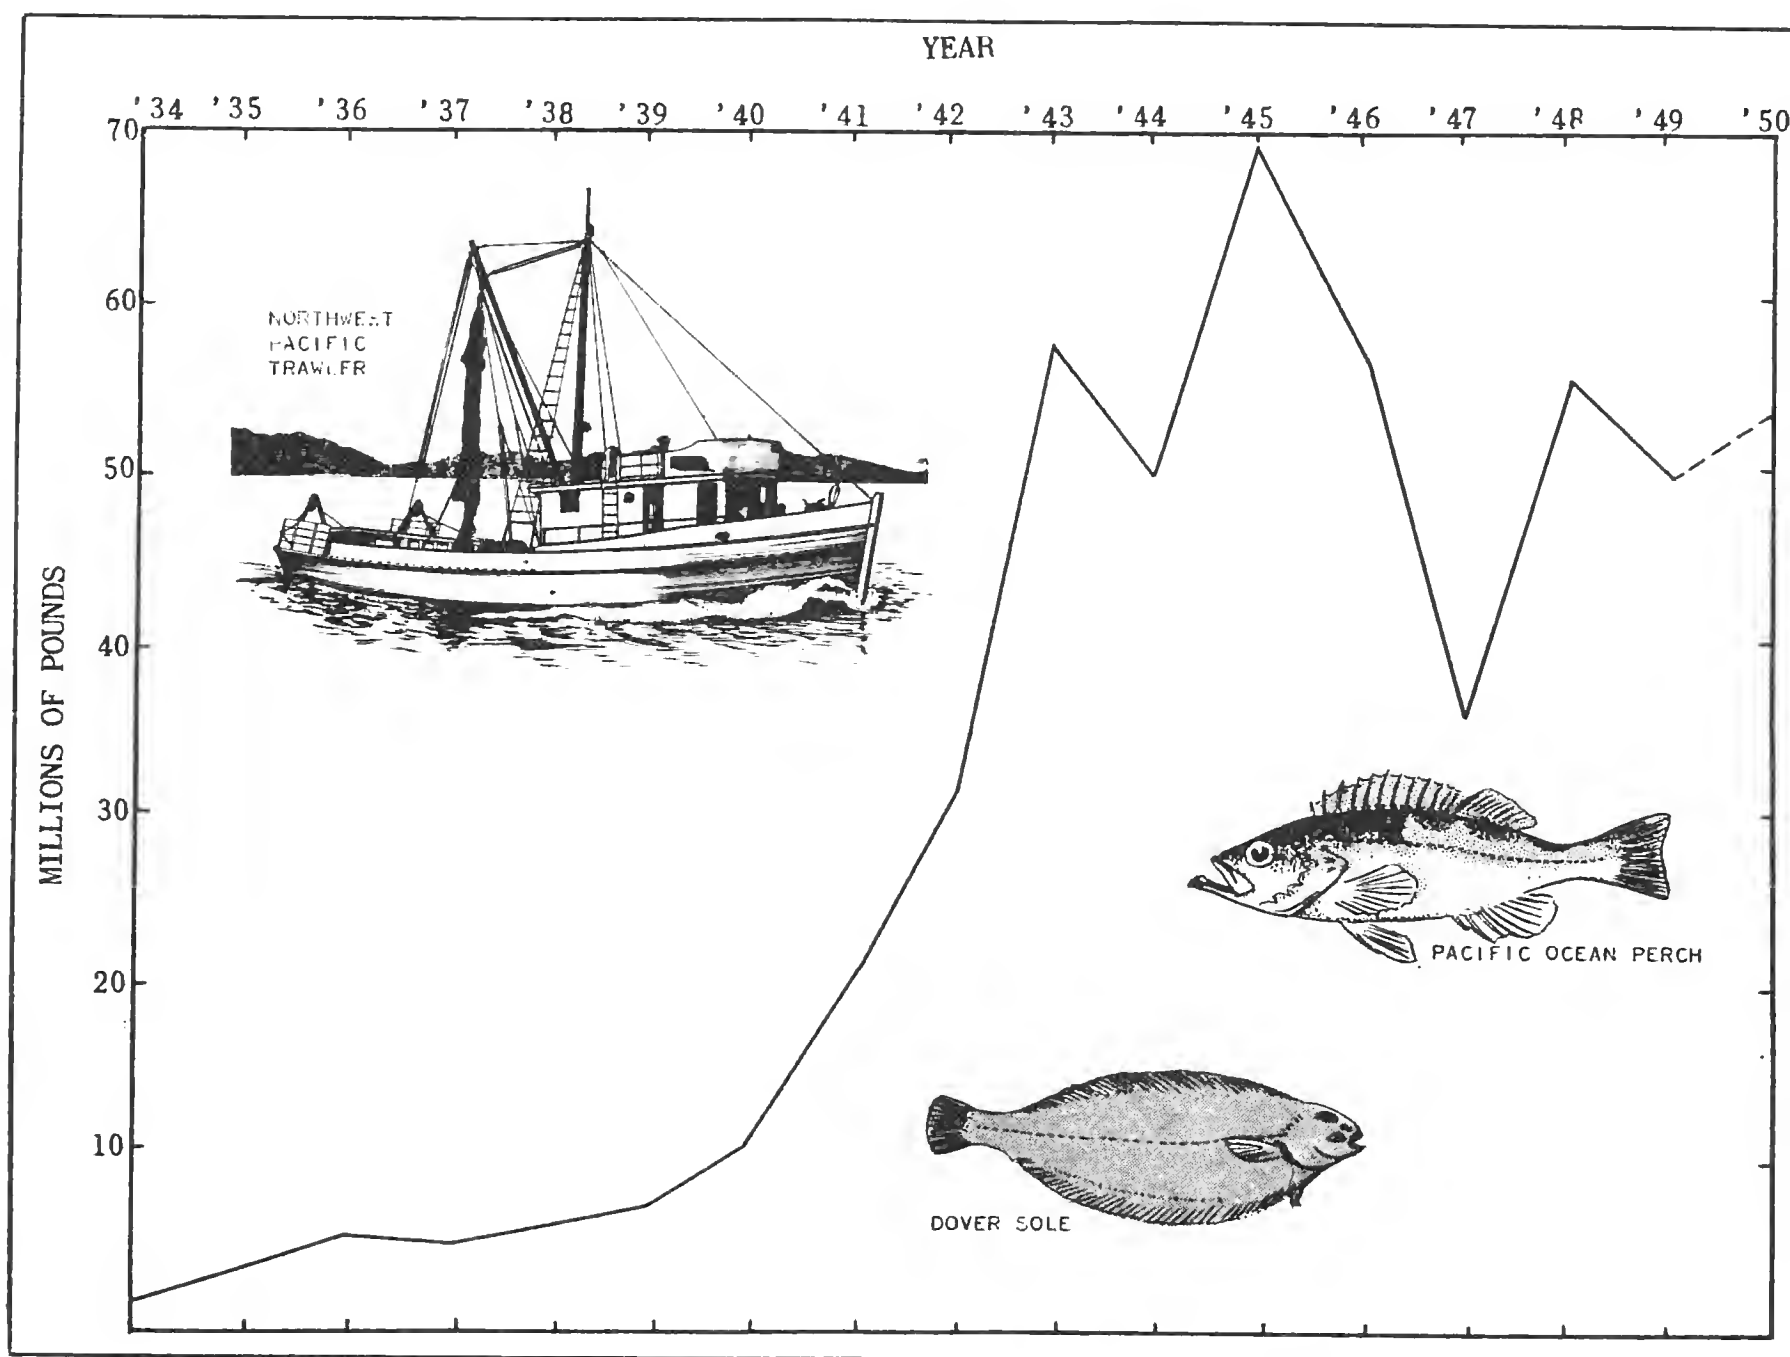 YEAR
'34 '35 '36 '37 '38 '39 '40 '41 '42 '43 '44 '45 '46 '47 '48 '49 '50
70
60
50
40
30
20
10
MILLIONS OF POUNDS
NORTHWEST
PACIFIC
TRAWLER
PACIFIC OCEAN PERCH
DOVER SOLE